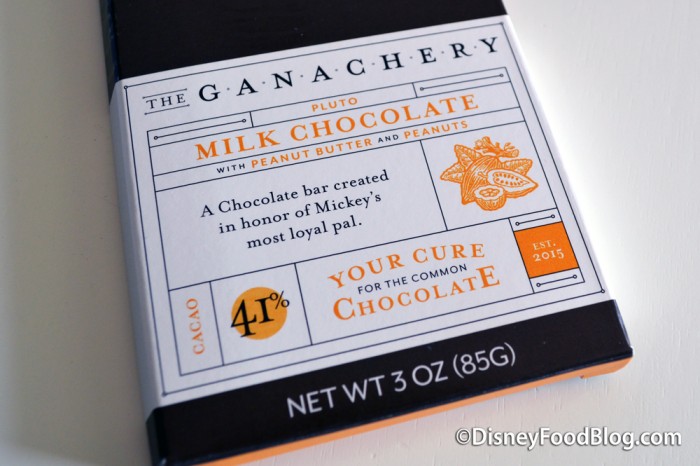 THE G·A·N·A·C·H·E·R·Y
PLUTO
MILK CHOCOLATE
WITH PEANUT BUTTER AND PEANUTS
A Chocolate bar created
in honor of Mickey's
most loyal pal.
CACAO
41%
YOUR CURE
FOR THE COMMON
CHOCOLATE
EST.
2015
NET WT 3 OZ (85G)
©DisneyFoodBlog.com